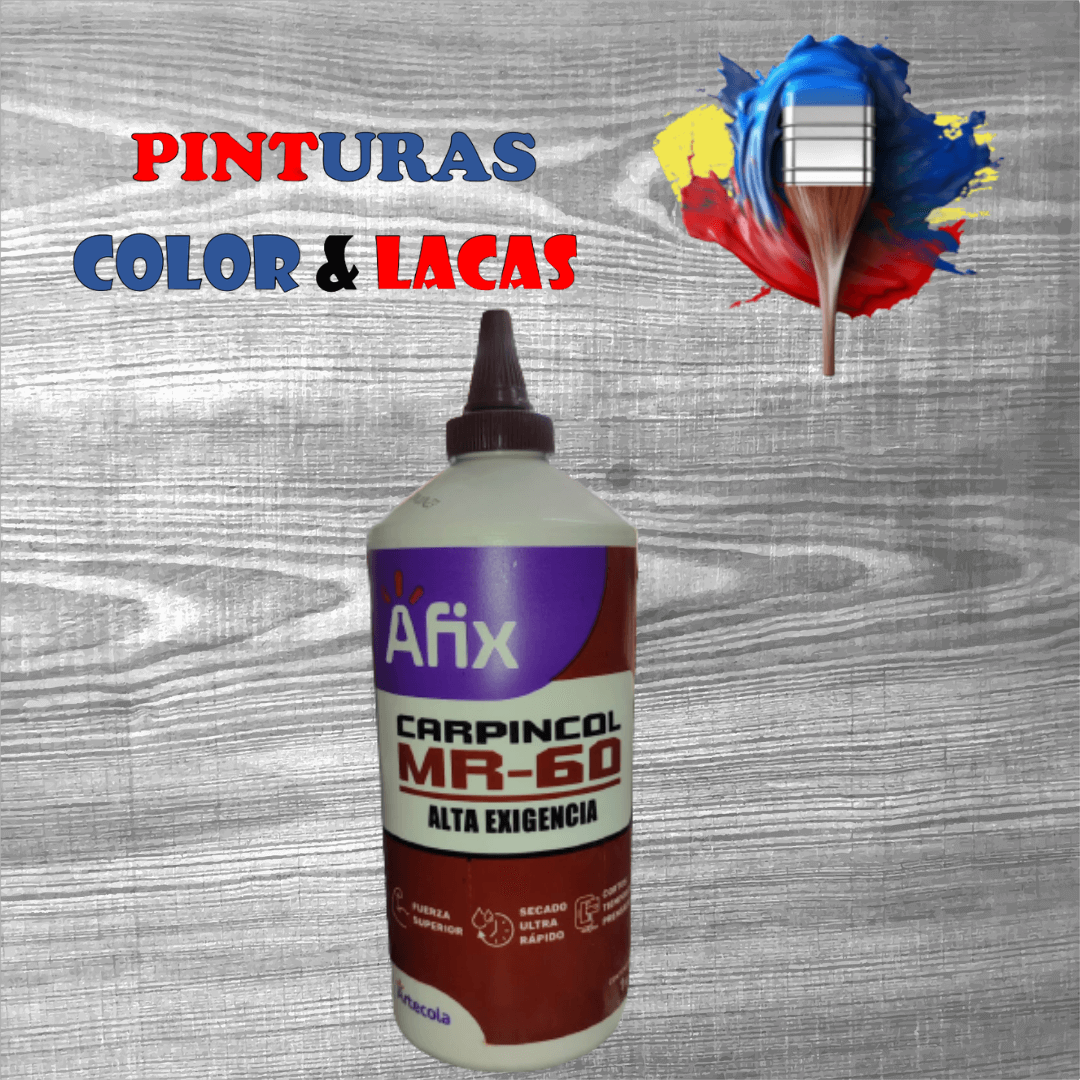 PINTURAS
COLOR & LACAS
Afix
CARPINCOL
MR-60
ALTA EXIGENCIA
FUERZA
SUPERIOR
SECADO
ULTRA
RÁPIDO
Artecola